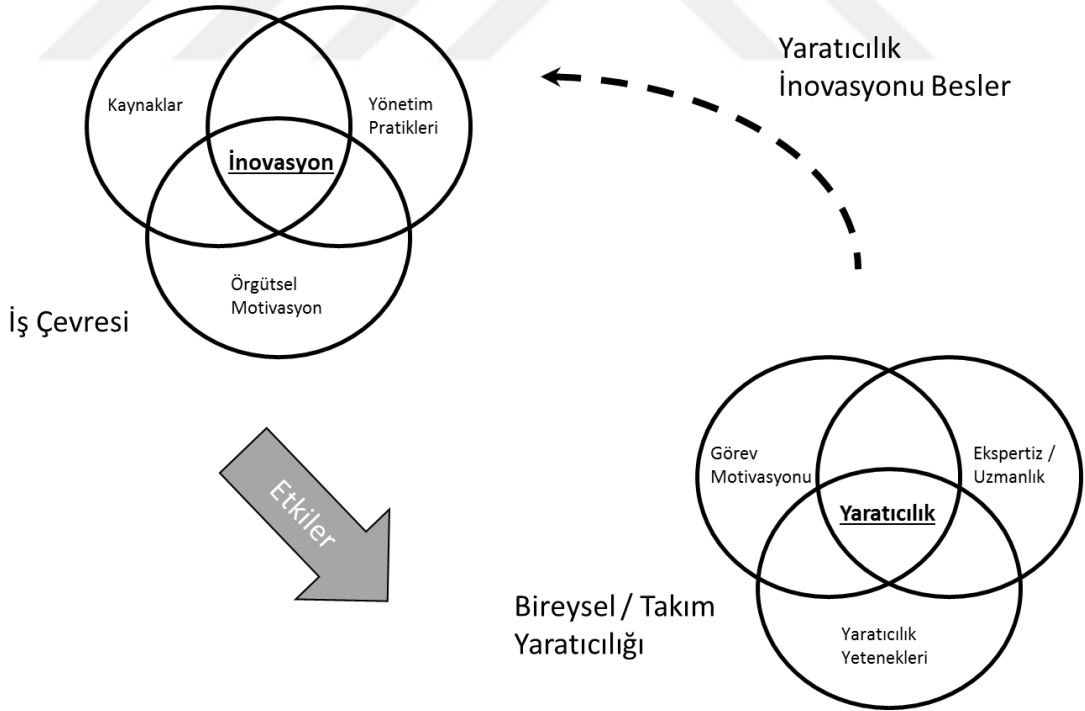 Yaratıcılık
İnovasyonu Besler
Kaynaklar
Yönetim
Pratikleri
İnovasyon
Örgütsel
Motivasyon
İş Çevresi
Etkiler
Görev
Motivasyonu
Ekspertiz /
Uzmanlık
Yaratıcılık
Bireysel / Takım
Yaratıcılığı
Yaratıcılık
Yetenekleri